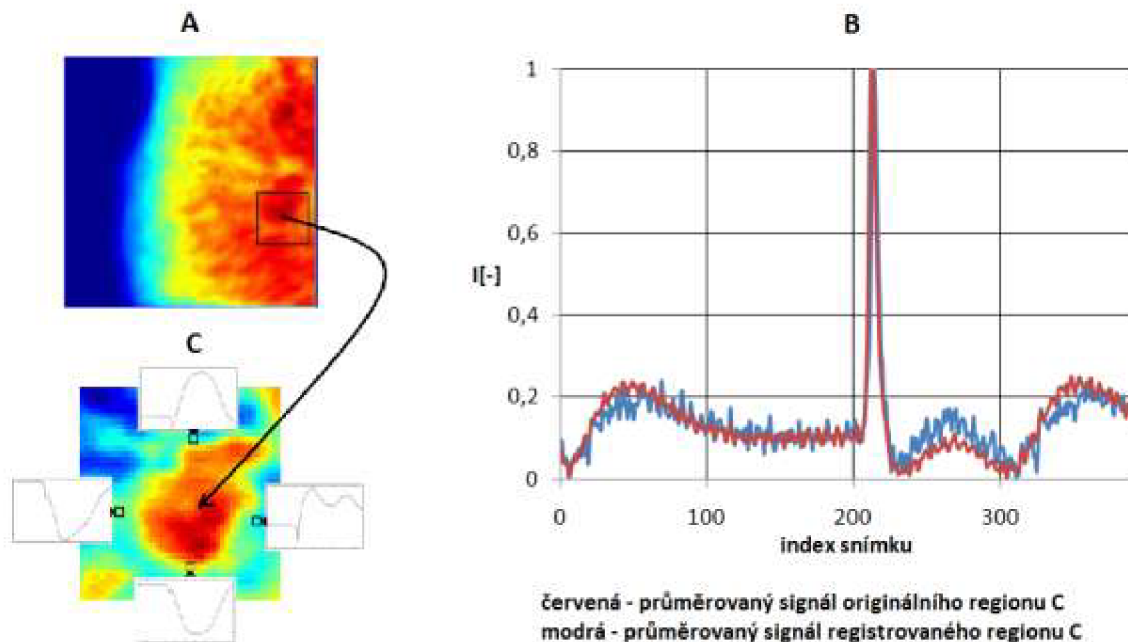 A
B
1
0,8
0,6
I[-]
0,4
0,2
0
0
100
200
300
index snímku
C
červená - průměrovaný signál originálního regionu C
modrá - průměrovaný signál registrovaného regionu C